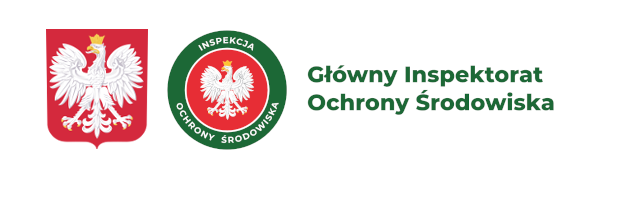 INSPEKCJA
OCHRONY ŚRODOWISKA
Główny Inspektorat
Ochrony Środowiska